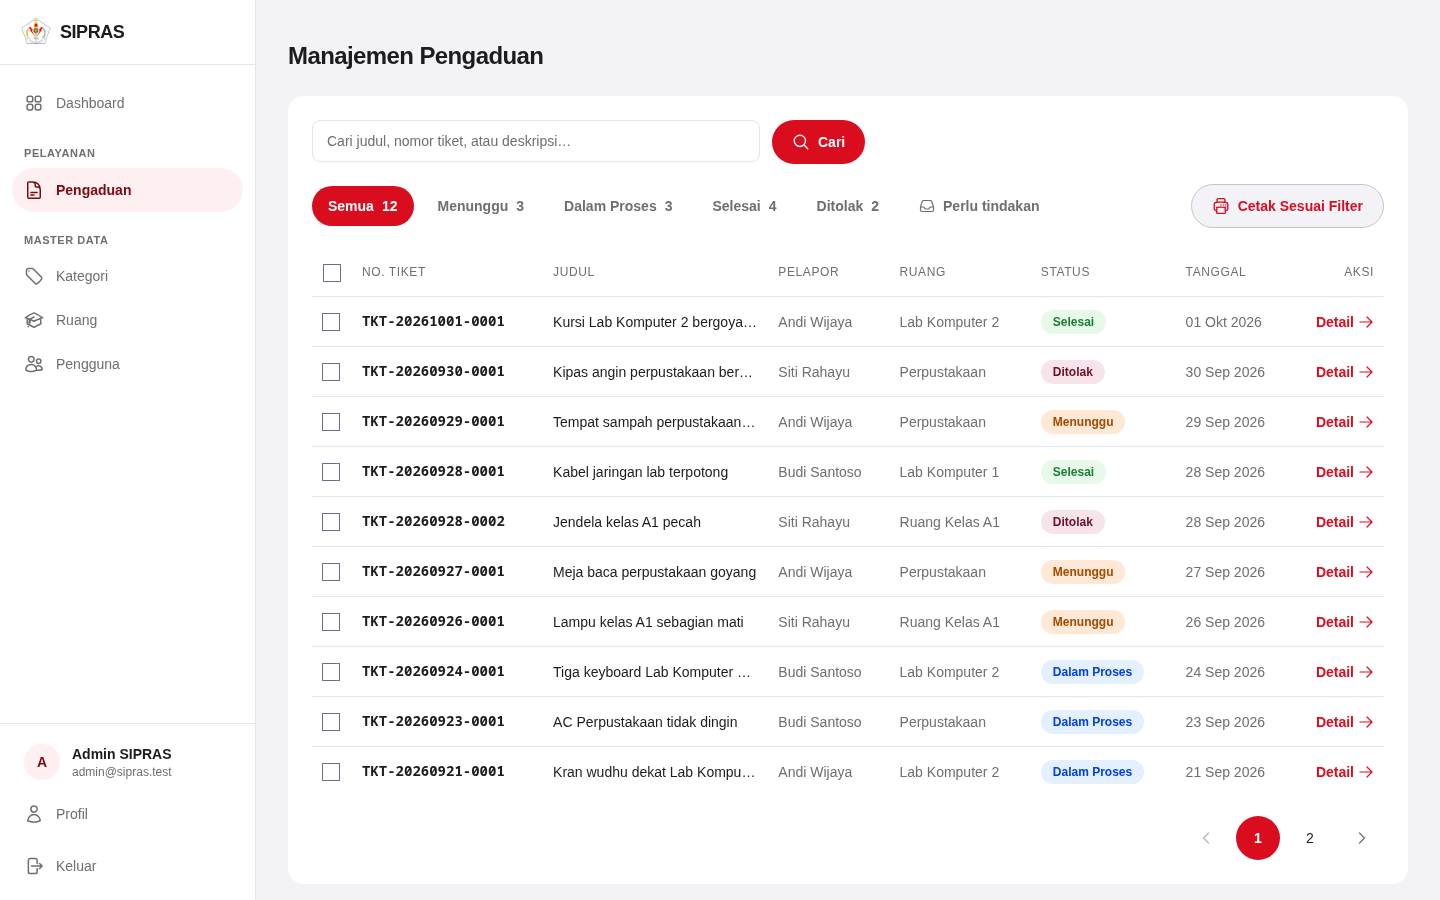 SIPRAS
Dashboard
PELAYANAN
Pengaduan
MASTER DATA
Kategori
Ruang
Pengguna
Admin SIPRAS
A
admin@sipras.test
Profil
Keluar
Manajemen Pengaduan
Cari judul, nomor tiket, atau deskripsi…
Cari
Semua 12 Menunggu 3 Dalam Proses 3 Selesai 4 Ditolak 2 Perlu tindakan Cetak Sesuai Filter
NO. TIKET JUDUL PELAPOR RUANG STATUS TANGGAL AKSI
TKT-20261001-0001 Kursi Lab Komputer 2 bergoya… Andi Wijaya Lab Komputer 2 Selesai 01 Okt 2026 Detail
TKT-20260930-0001 Kipas angin perpustakaan ber… Siti Rahayu Perpustakaan Ditolak 30 Sep 2026 Detail
TKT-20260929-0001 Tempat sampah perpustakaan… Andi Wijaya Perpustakaan Menunggu 29 Sep 2026 Detail
TKT-20260928-0001 Kabel jaringan lab terpotong Budi Santoso Lab Komputer 1 Selesai 28 Sep 2026 Detail
TKT-20260928-0002 Jendela kelas A1 pecah Siti Rahayu Ruang Kelas A1 Ditolak 28 Sep 2026 Detail
TKT-20260927-0001 Meja baca perpustakaan goyang Andi Wijaya Perpustakaan Menunggu 27 Sep 2026 Detail
TKT-20260926-0001 Lampu kelas A1 sebagian mati Siti Rahayu Ruang Kelas A1 Menunggu 26 Sep 2026 Detail
TKT-20260924-0001 Tiga keyboard Lab Komputer … Budi Santoso Lab Komputer 2 Dalam Proses 24 Sep 2026 Detail
TKT-20260923-0001 AC Perpustakaan tidak dingin Budi Santoso Perpustakaan Dalam Proses 23 Sep 2026 Detail
TKT-20260921-0001 Kran wudhu dekat Lab Kompu… Andi Wijaya Lab Komputer 2 Dalam Proses 21 Sep 2026 Detail
1 2